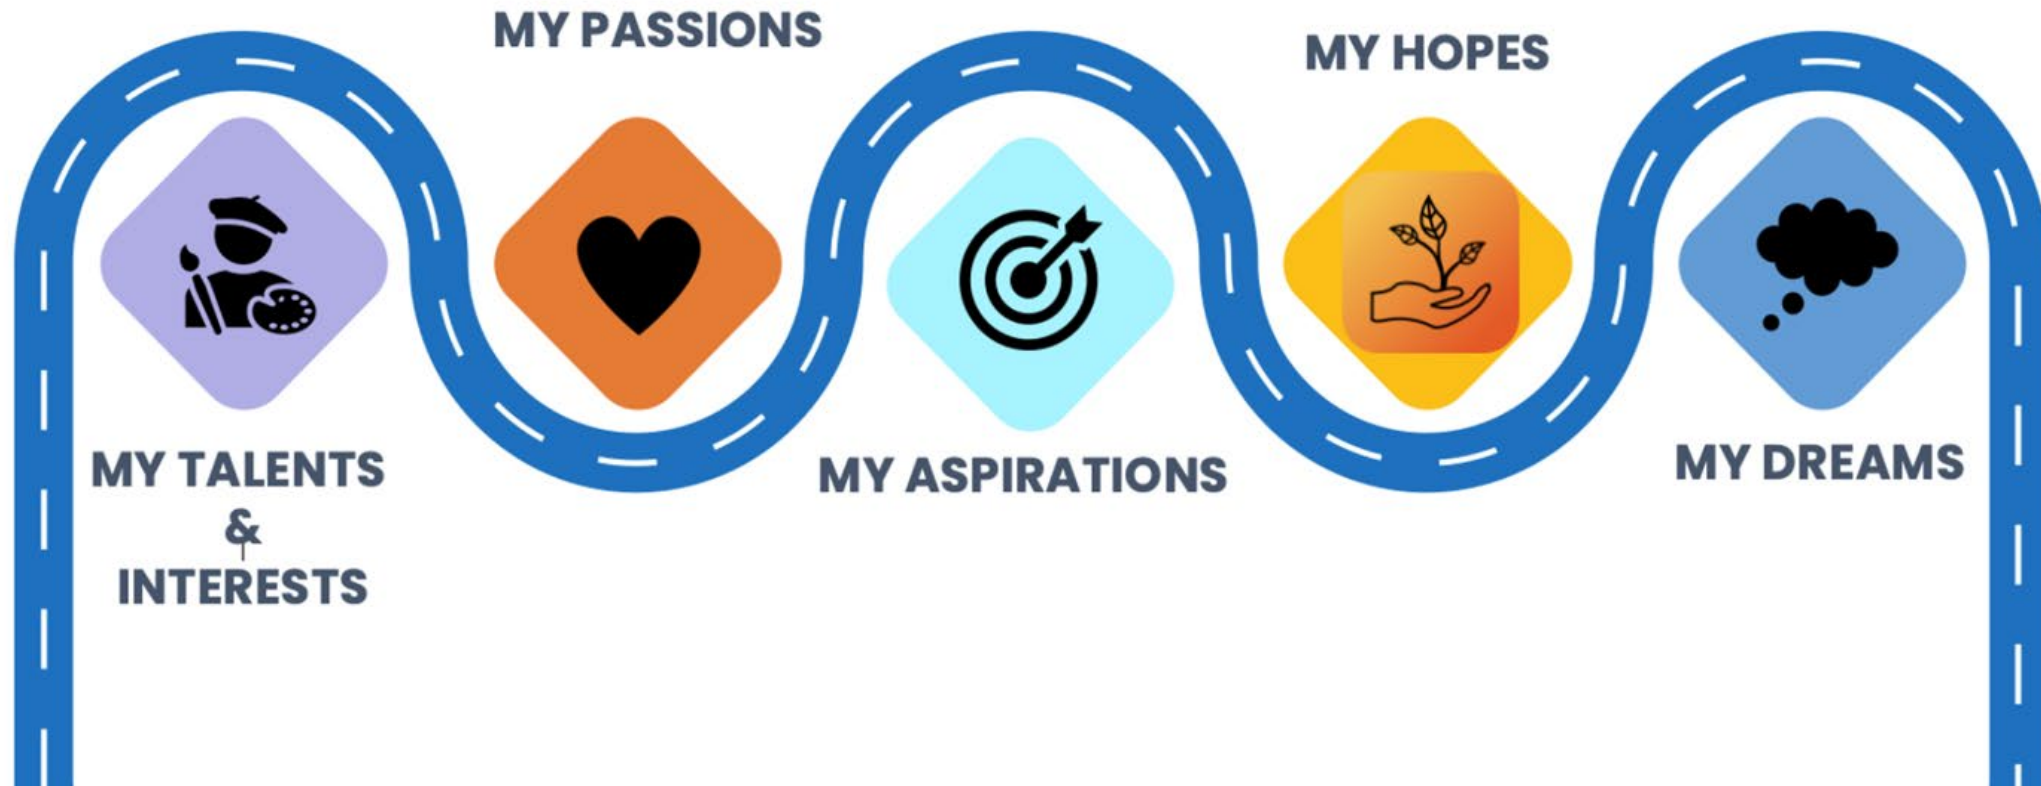 MY TALENTS
&
INTERESTS
MY PASSIONS
MY ASPIRATIONS
MY HOPES
MY DREAMS